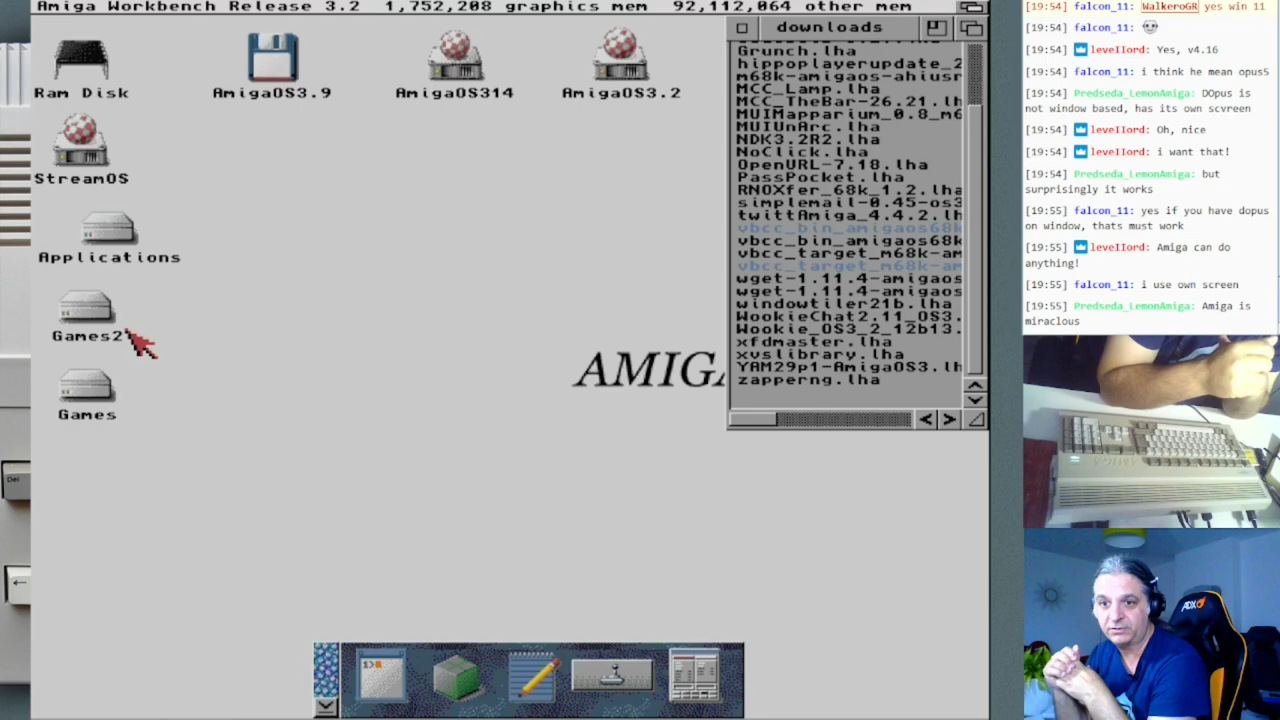 Amiga Workbench Release 3.2 1,752,208 graphics mem 92,112,064 other mem
Ram Disk
AmigaOS3.9
AmigaOS314
AmigaOS3.2
StreamOS
Applications
Games2
Games
AMIGA
downloads
Grunch.lha
hippoplayerupdate_2
m68k-amigaos-ahiusr
MCC_Lamp.lha
MCC_TheBar-26.21.lh
MUIMapparium_0.8_m6
MUIUnArc.lha
NDK3.2R2.lha
NoClick.lha
OpenURL-7.18.lha
PassPocket.lha
RNOXfer_68k_1.2.lha
simplemail-0.45-os3
twittAmiga_4.4.2.lh
vbcc_bin_amigaos68k
vbcc_bin_amigaos68k
vbcc_target_m68k-am
vbcc_target_m68k-am
wget-1.11.4-amigaos
wget-1.11.4-amigaos
windowtiler21b.lha
WookieChat2.11_OS3.
Wookie_OS3_2_12b13.
xfdmaster.lha
xvslibrary.lha
YAM29p1-AmigaOS3.lh
zapperng.lha
[19:54] falcon_11: WalkeroGR yes win 11
[19:54] falcon_11:
[19:54] leveIIord: Yes, v4.16
[19:54] falcon_11: i think he mean opus5
[19:54] Predseda_LemonAmiga: DOpus is
not window based, has its own scvreen
[19:54] leveIIord: Oh, nice
[19:54] leveIIord: i want that!
[19:54] Predseda_LemonAmiga: but
surprisingly it works
[19:55] falcon_11: yes if you have dopus
on window, thats must work
[19:55] leveIIord: Amiga can do
anything!
[19:55] falcon_11: i use own screen
[19:55] Predseda_LemonAmiga: Amiga is
miraclous
Del
ADX